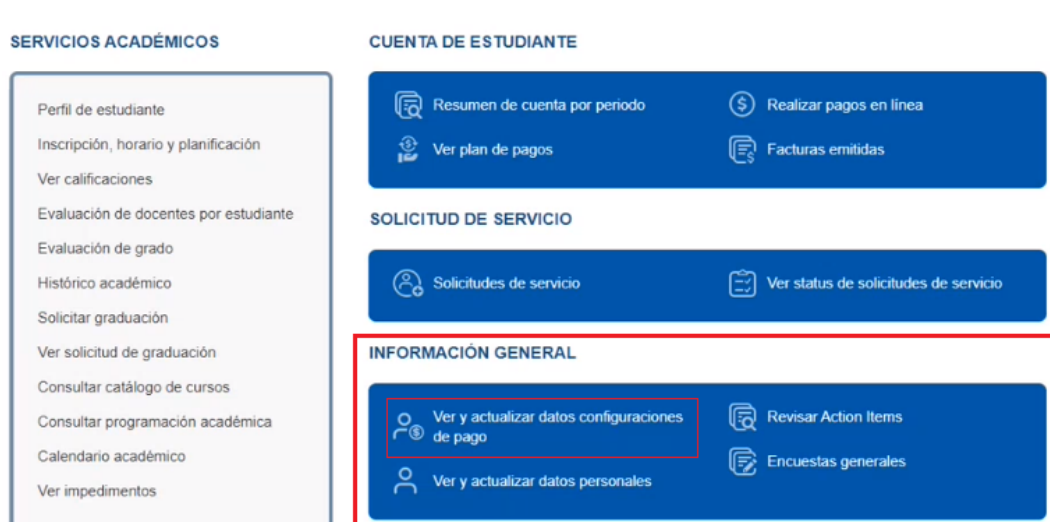 SERVICIOS ACADÉMICOS
Perfil de estudiante
Inscripción, horario y planificación
Ver calificaciones
Evaluación de docentes por estudiante
Evaluación de grado
Histórico académico
Solicitar graduación
Ver solicitud de graduación
Consultar catálogo de cursos
Consultar programación académica
Calendario académico
Ver impedimentos
CUENTA DE ESTUDIANTE
Resumen de cuenta por periodo
Realizar pagos en línea
Ver plan de pagos
Facturas emitidas
SOLICITUD DE SERVICIO
Solicitudes de servicio
Ver status de solicitudes de servicio
INFORMACIÓN GENERAL
Ver y actualizar datos configuraciones
de pago
Revisar Action Items
Ver y actualizar datos personales
Encuestas generales